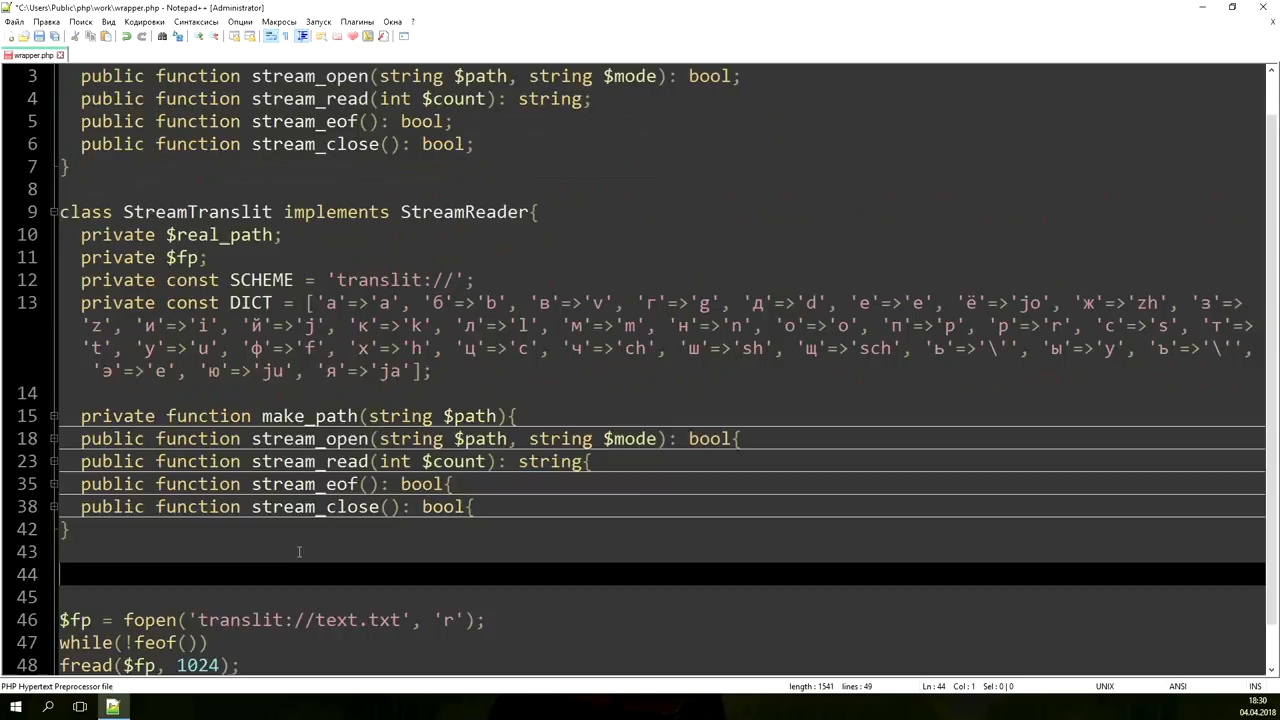 *C:\Users\Public\php\work\wrapper.php - Notepad++ [Administrator]
Файл Правка Поиск Вид Кодировки Синтаксисы Опции Макросы Запуск Плагины Окна ?
wrapper.php
3 public function stream_open(string $path, string $mode): bool;
4 public function stream_read(int $count): string;
5 public function stream_eof(): bool;
6 public function stream_close(): bool;
7 }
8
9 class StreamTranslit implements StreamReader{
10 private $real_path;
11 private $fp;
12 private const SCHEME = 'translit://';
13 private const DICT = ['а'=>'a', 'б'=>'b', 'в'=>'v', 'г'=>'g', 'д'=>'d', 'е'=>'e', 'ё'=>'jo', 'ж'=>'zh', 'з'=>
'z', 'и'=>'i', 'й'=>'j', 'к'=>'k', 'л'=>'l', 'м'=>'m', 'н'=>'n', 'о'=>'o', 'п'=>'p', 'р'=>'r', 'с'=>'s', 'т'=>
't', 'у'=>'u', 'ф'=>'f', 'х'=>'h', 'ц'=>'c', 'ч'=>'ch', 'ш'=>'sh', 'щ'=>'sch', 'ь'=>'\'', 'ы'=>'y', 'ъ'=>'\'',
'э'=>'e', 'ю'=>'ju', 'я'=>'ja'];
14
15 private function make_path(string $path){
18 public function stream_open(string $path, string $mode): bool{
23 public function stream_read(int $count): string{
35 public function stream_eof(): bool{
38 public function stream_close(): bool{
42 }
43
44
45
46 $fp = fopen('translit://text.txt', 'r');
47 while(!feof())
48 fread($fp, 1024);
PHP Hypertext Preprocessor file length : 1541 lines : 49 Ln : 44 Col : 1 Sel : 0 | 0 UNIX ANSI INS
18:30
04.04.2018